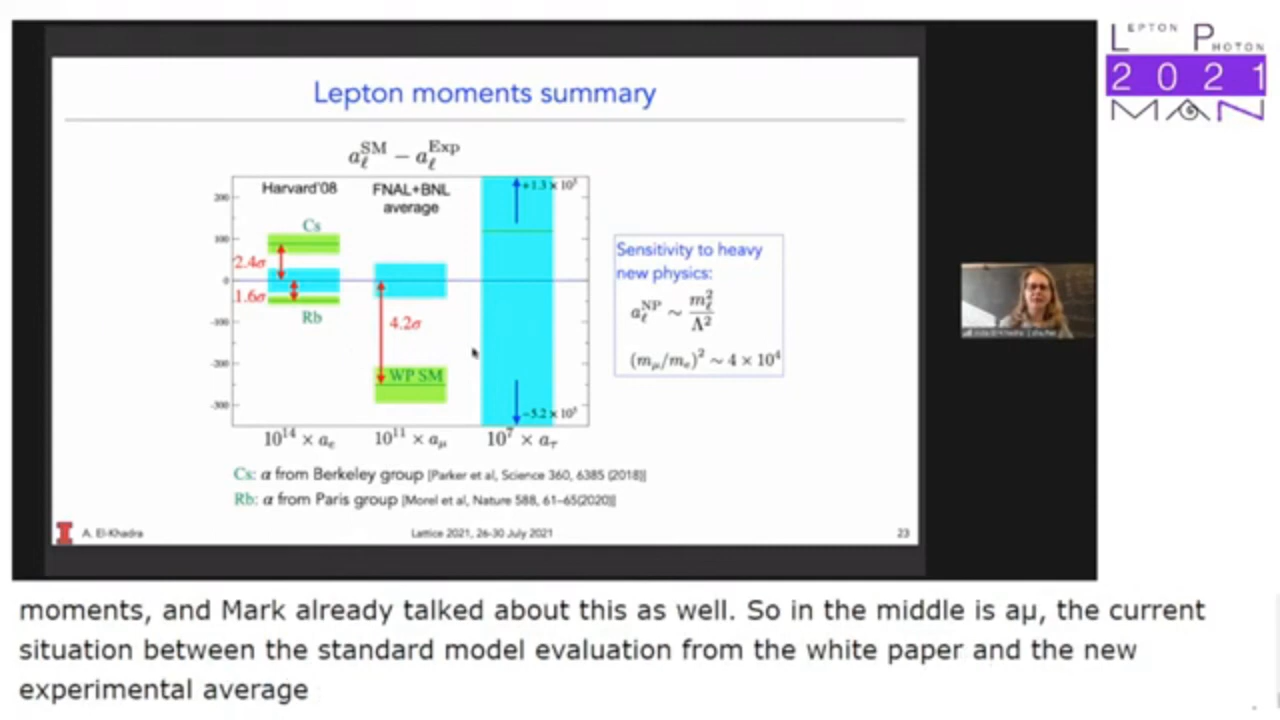 LEPTON PHOTON
2021
MAN
Lepton moments summary
a_ℓ^SM − a_ℓ^Exp
Harvard'08
FNAL+BNL
average
+1.3 × 10^5
200
Cs
100
2.4σ
0
1.6σ
Rb
4.2σ
-100
-200
WP SM
-300
−5.2 × 10^5
10^14 × a_e
10^11 × a_μ
10^7 × a_τ
Sensitivity to heavy
new physics:
a_ℓ^NP ∼ m_ℓ^2 / Λ^2
(m_μ/m_e)^2 ∼ 4 × 10^4
Cs: α from Berkeley group [Parker et al, Science 360, 6385 (2018)]
Rb: α from Paris group [Morel et al, Nature 588, 61–65(2020)]
I A. El-Khadra
Lattice 2021, 26-30 July 2021
23
moments, and Mark already talked about this as well. So in the middle is aμ, the current
situation between the standard model evaluation from the white paper and the new
experimental average